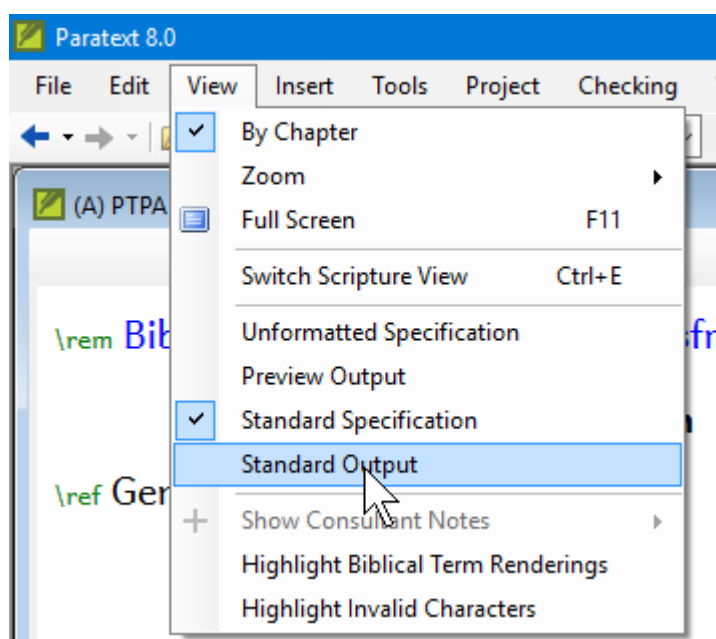 Paratext 8.0
File Edit View Insert Tools Project Checking
By Chapter
Zoom
Full Screen F11
(A) PTPA
Switch Scripture View Ctrl+E
Unformatted Specification
\rem Bib
Preview Output
Standard Specification
Standard Output
\ref Ger
Show Consultant Notes
Highlight Biblical Term Renderings
Highlight Invalid Characters